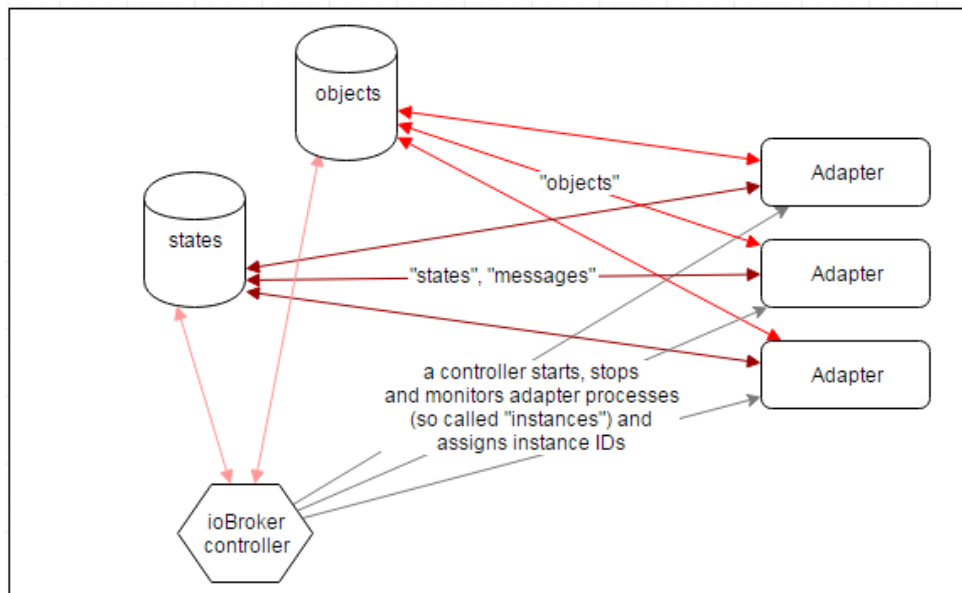 objects
Adapter
"objects"
states
Adapter
"states", "messages"
a controller starts, stops
and monitors adapter processes
(so called "instances") and
assigns instance IDs
Adapter
ioBroker
controller